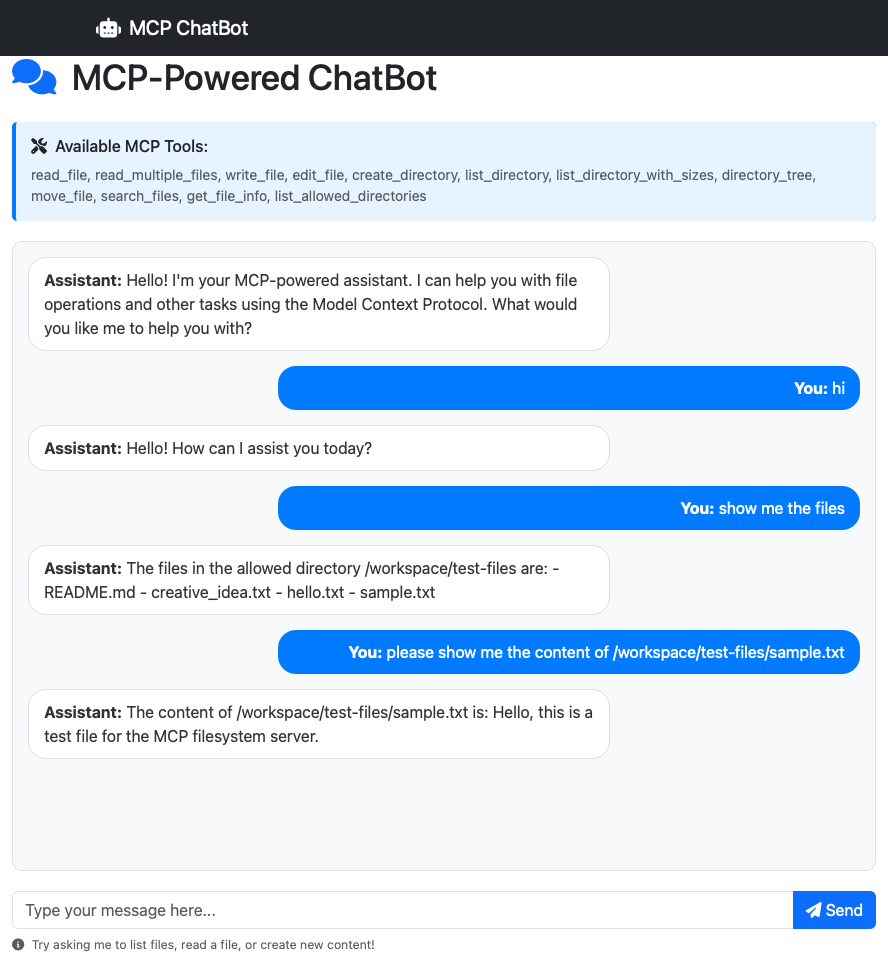 MCP ChatBot
MCP-Powered ChatBot
Available MCP Tools:
read_file, read_multiple_files, write_file, edit_file, create_directory, list_directory, list_directory_with_sizes, directory_tree,
move_file, search_files, get_file_info, list_allowed_directories
Assistant: Hello! I'm your MCP-powered assistant. I can help you with file
operations and other tasks using the Model Context Protocol. What would
you like me to help you with?
You: hi
Assistant: Hello! How can I assist you today?
You: show me the files
Assistant: The files in the allowed directory /workspace/test-files are: -
README.md - creative_idea.txt - hello.txt - sample.txt
You: please show me the content of /workspace/test-files/sample.txt
Assistant: The content of /workspace/test-files/sample.txt is: Hello, this is a
test file for the MCP filesystem server.
Type your message here...
Send
Try asking me to list files, read a file, or create new content!